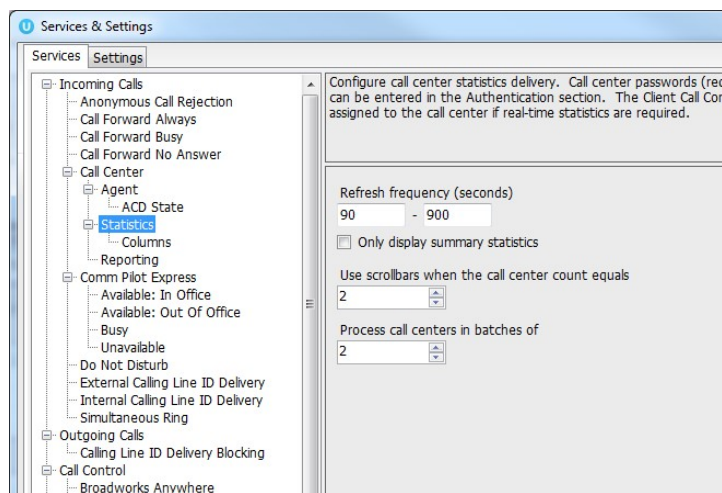 Services & Settings
Services
Settings
Incoming Calls
Anonymous Call Rejection
Call Forward Always
Call Forward Busy
Call Forward No Answer
Call Center
Agent
ACD State
Statistics
Columns
Reporting
Comm Pilot Express
Available: In Office
Available: Out Of Office
Busy
Unavailable
Do Not Disturb
External Calling Line ID Delivery
Internal Calling Line ID Delivery
Simultaneous Ring
Outgoing Calls
Calling Line ID Delivery Blocking
Call Control
Broadworks Anywhere
Configure call center statistics delivery. Call center passwords (rec
can be entered in the Authentication section. The Client Call Con
assigned to the call center if real-time statistics are required.
Refresh frequency (seconds)
90 - 900
Only display summary statistics
Use scrollbars when the call center count equals
2
Process call centers in batches of
2